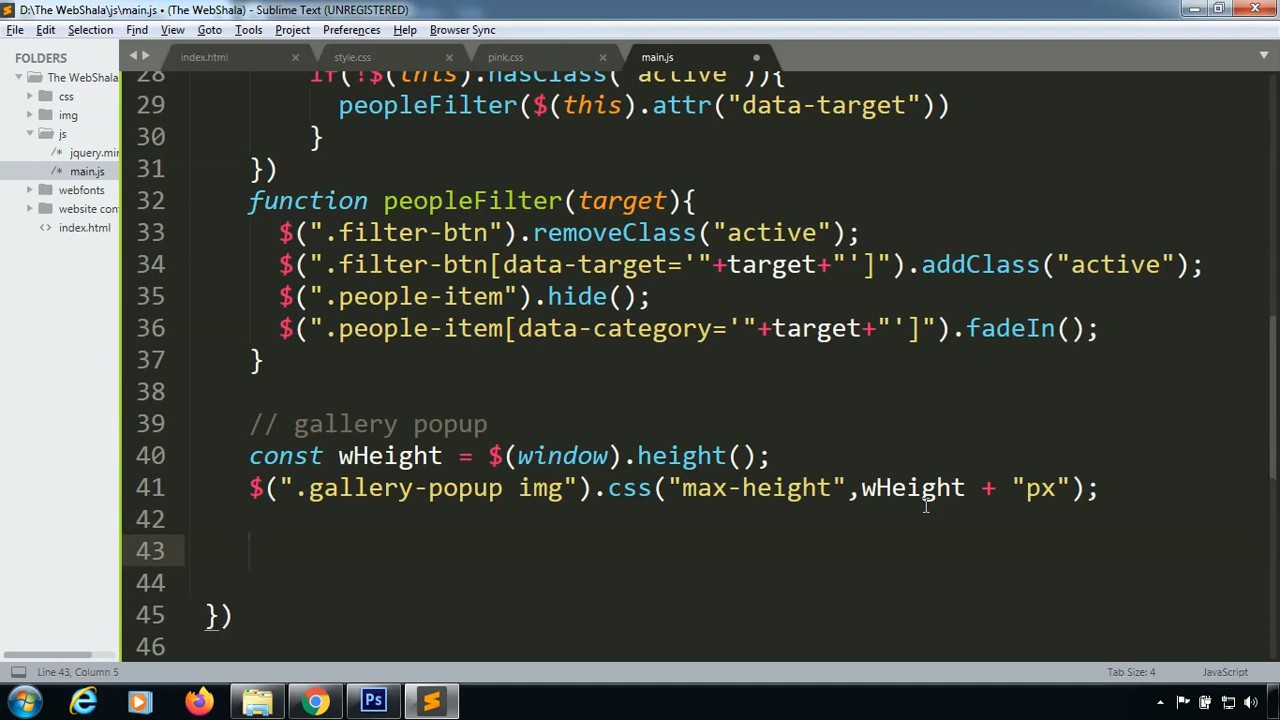 D:\The WebShala\js\main.js • (The WebShala) - Sublime Text (UNREGISTERED)
File Edit Selection Find View Goto Tools Project Preferences Help Browser Sync
FOLDERS
The WebShala
css
img
js
/* jquery.mi
/* main.js
webfonts
website con
<> index.html
index.html style.css pink.css main.js
28 if(!$(this).hasClass("active")){
29 peopleFilter($(this).attr("data-target"))
30 }
31 })
32 function peopleFilter(target){
33 $(".filter-btn").removeClass("active");
34 $(".filter-btn[data-target='"+target+"']").addClass("active");
35 $(".people-item").hide();
36 $(".people-item[data-category='"+target+"']").fadeIn();
37 }
38
39 // gallery popup
40 const wHeight = $(window).height();
41 $(".gallery-popup img").css("max-height",wHeight + "px");
42
43
44
45 })
46
Line 43, Column 5 Tab Size: 4 JavaScript
Ps